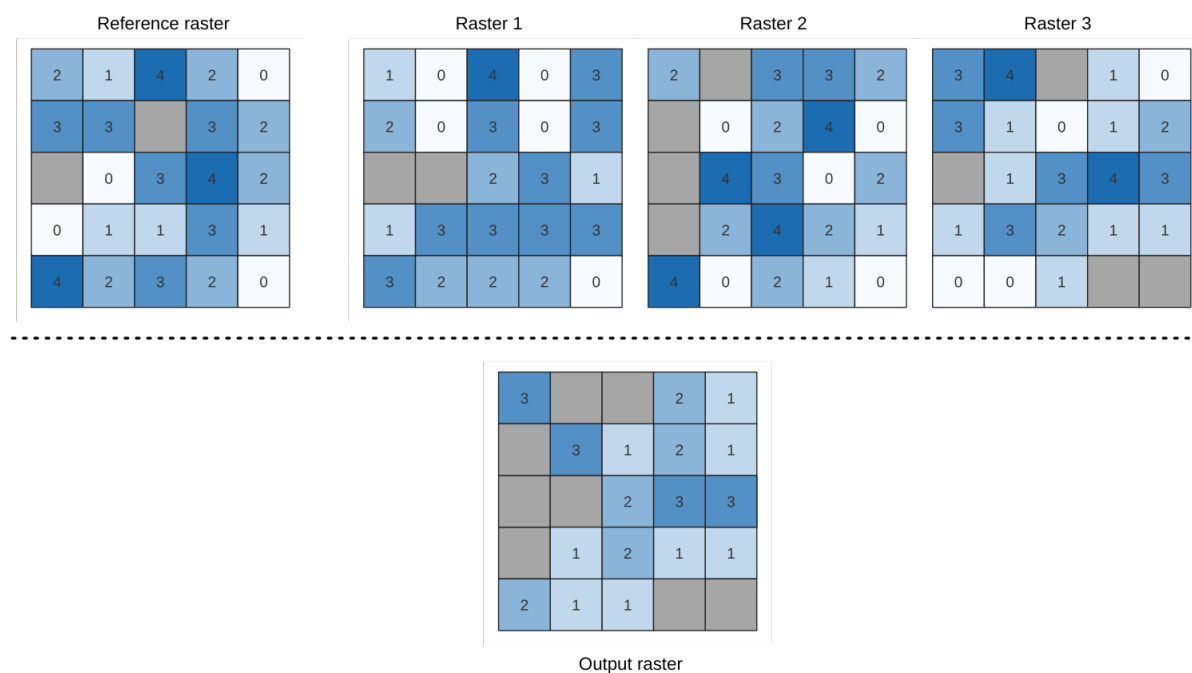 Reference raster Raster 1 Raster 2 Raster 3
2 1 4 2 0 1 0 4 0 3 2 3 3 2 3 4 1 0
3 3 3 2 2 0 3 0 3 0 2 4 0 3 1 0 1 2
0 3 4 2 2 3 1 4 3 0 2 1 3 4 3
0 1 1 3 1 1 3 3 3 3 2 4 2 1 1 3 2 1 1
4 2 3 2 0 3 2 2 2 0 4 0 2 1 0 0 0 1
3 2 1
3 1 2 1
2 3 3
1 2 1 1
2 1 1
Output raster